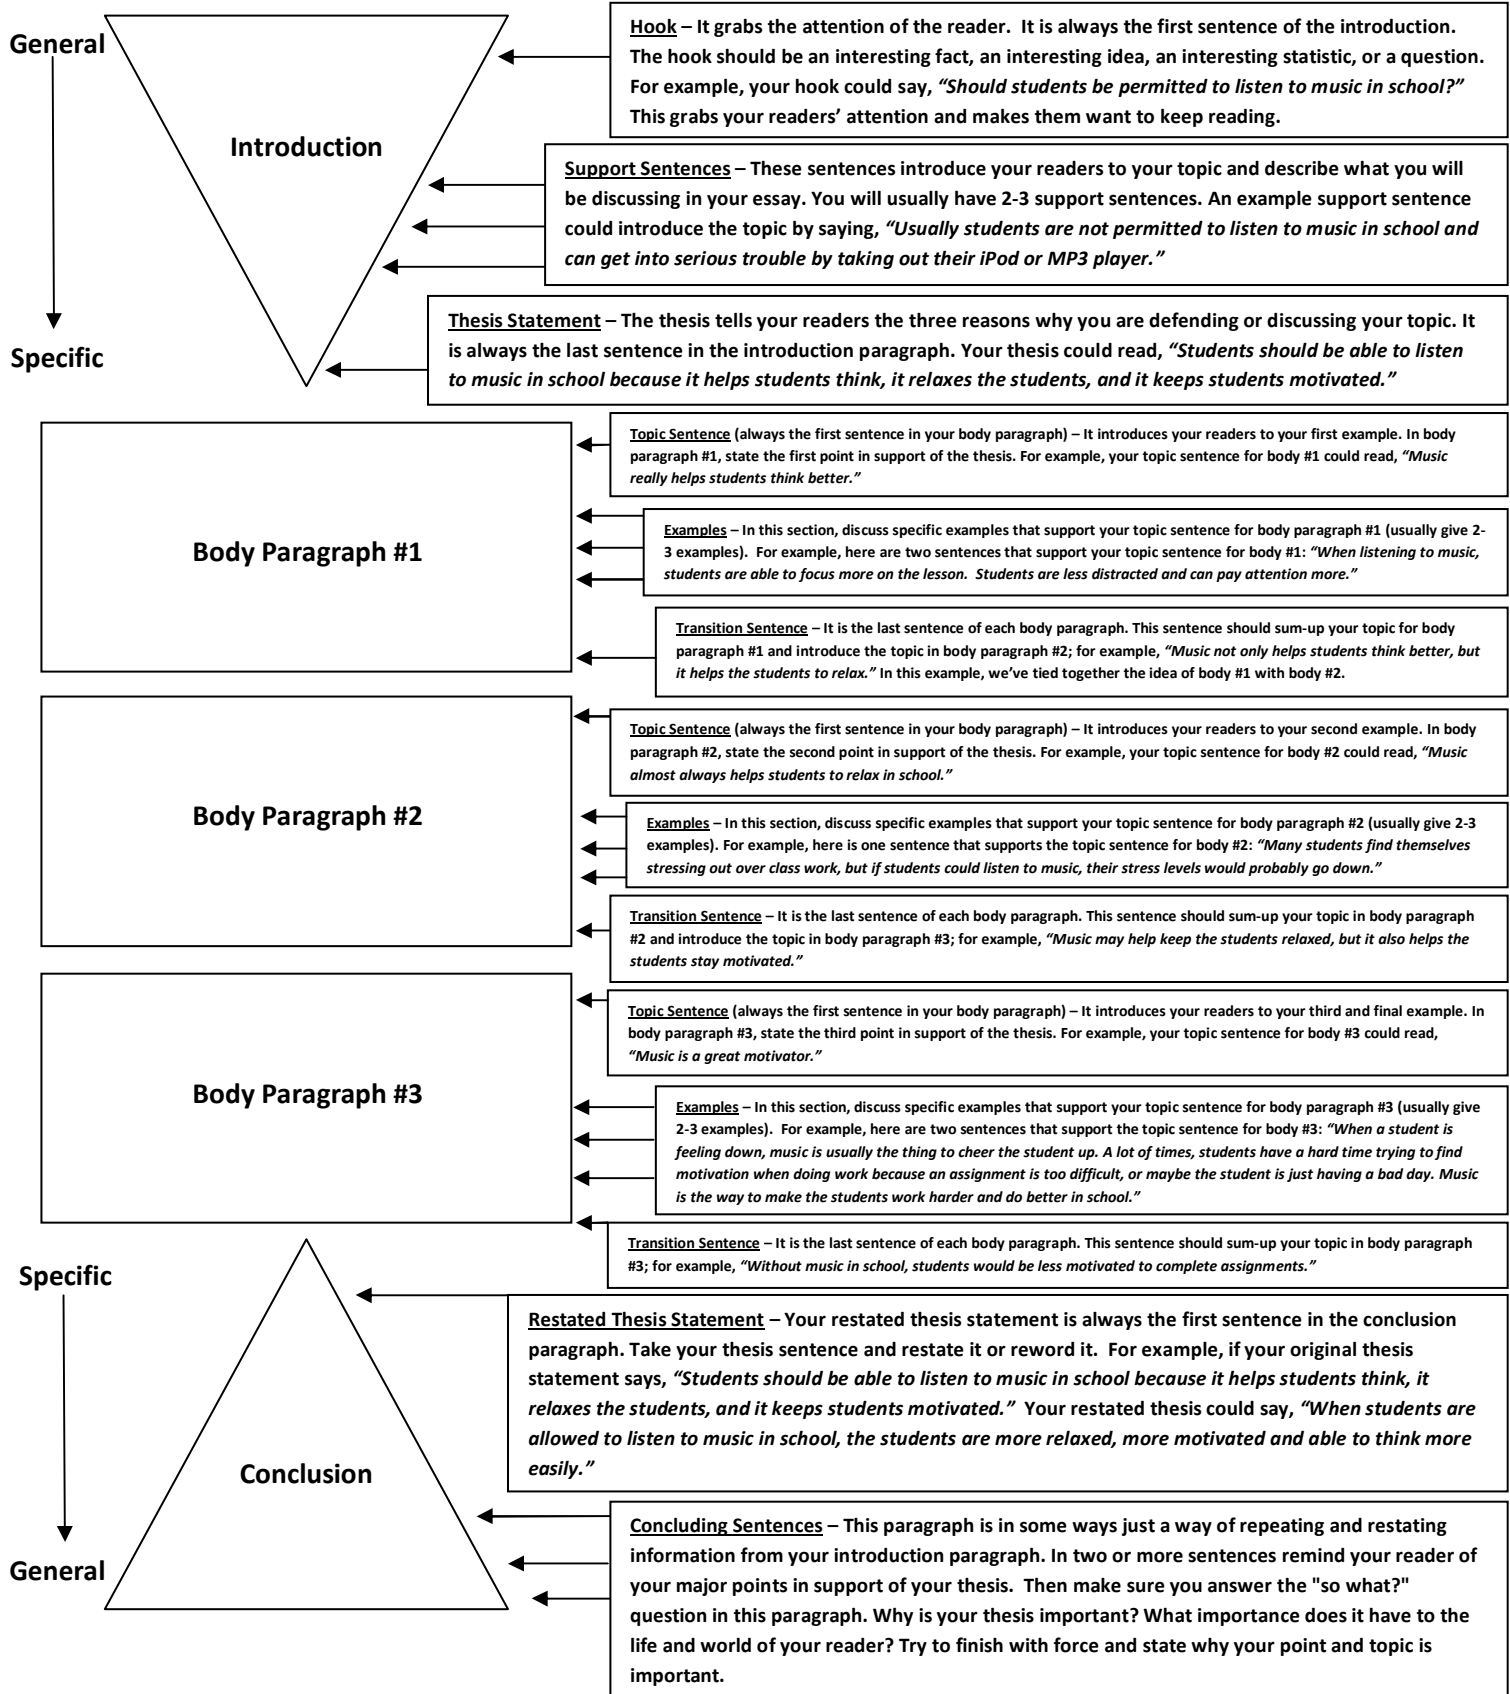 General
Hook – It grabs the attention of the reader.  It is always the first sentence of the introduction.
The hook should be an interesting fact, an interesting idea, an interesting statistic, or a question.
For example, your hook could say, “Should students be permitted to listen to music in school?”
This grabs your readers’ attention and makes them want to keep reading.
Introduction
Support Sentences – These sentences introduce your readers to your topic and describe what you will
be discussing in your essay. You will usually have 2-3 support sentences. An example support sentence
could introduce the topic by saying, “Usually students are not permitted to listen to music in school and
can get into serious trouble by taking out their iPod or MP3 player.”
Specific
Thesis Statement – The thesis tells your readers the three reasons why you are defending or discussing your topic. It
is always the last sentence in the introduction paragraph. Your thesis could read, “Students should be able to listen
to music in school because it helps students think, it relaxes the students, and it keeps students motivated.”
Body Paragraph #1
Topic Sentence (always the first sentence in your body paragraph) – It introduces your readers to your first example. In body
paragraph #1, state the first point in support of the thesis. For example, your topic sentence for body #1 could read, “Music
really helps students think better.”
Examples – In this section, discuss specific examples that support your topic sentence for body paragraph #1 (usually give 2-
3 examples).  For example, here are two sentences that support your topic sentence for body #1: “When listening to music,
students are able to focus more on the lesson.  Students are less distracted and can pay attention more.”
Transition Sentence – It is the last sentence of each body paragraph. This sentence should sum-up your topic for body
paragraph #1 and introduce the topic in body paragraph #2; for example, “Music not only helps students think better, but
it helps the students to relax.” In this example, we’ve tied together the idea of body #1 with body #2.
Body Paragraph #2
Topic Sentence (always the first sentence in your body paragraph) – It introduces your readers to your second example. In body
paragraph #2, state the second point in support of the thesis. For example, your topic sentence for body #2 could read, “Music
almost always helps students to relax in school.”
Examples – In this section, discuss specific examples that support your topic sentence for body paragraph #2 (usually give 2-3
examples). For example, here is one sentence that supports the topic sentence for body #2: “Many students find themselves
stressing out over class work, but if students could listen to music, their stress levels would probably go down.”
Transition Sentence – It is the last sentence of each body paragraph. This sentence should sum-up your topic in body paragraph
#2 and introduce the topic in body paragraph #3; for example, “Music may help keep the students relaxed, but it also helps the
students stay motivated.”
Body Paragraph #3
Topic Sentence (always the first sentence in your body paragraph) – It introduces your readers to your third and final example. In
body paragraph #3, state the third point in support of the thesis. For example, your topic sentence for body #3 could read,
“Music is a great motivator.”
Examples – In this section, discuss specific examples that support your topic sentence for body paragraph #3 (usually give
2-3 examples).  For example, here are two sentences that support the topic sentence for body #3: “When a student is
feeling down, music is usually the thing to cheer the student up. A lot of times, students have a hard time trying to find
motivation when doing work because an assignment is too difficult, or maybe the student is just having a bad day. Music
is the way to make the students work harder and do better in school.”
Transition Sentence – It is the last sentence of each body paragraph. This sentence should sum-up your topic in body paragraph
#3; for example, “Without music in school, students would be less motivated to complete assignments.”
Specific
Restated Thesis Statement – Your restated thesis statement is always the first sentence in the conclusion
paragraph. Take your thesis sentence and restate it or reword it.  For example, if your original thesis
statement says, “Students should be able to listen to music in school because it helps students think, it
relaxes the students, and it keeps students motivated.”  Your restated thesis could say, “When students are
allowed to listen to music in school, the students are more relaxed, more motivated and able to think more
easily.”
Conclusion
General
Concluding Sentences – This paragraph is in some ways just a way of repeating and restating
information from your introduction paragraph. In two or more sentences remind your reader of
your major points in support of your thesis.  Then make sure you answer the "so what?"
question in this paragraph. Why is your thesis important? What importance does it have to the
life and world of your reader? Try to finish with force and state why your point and topic is
important.